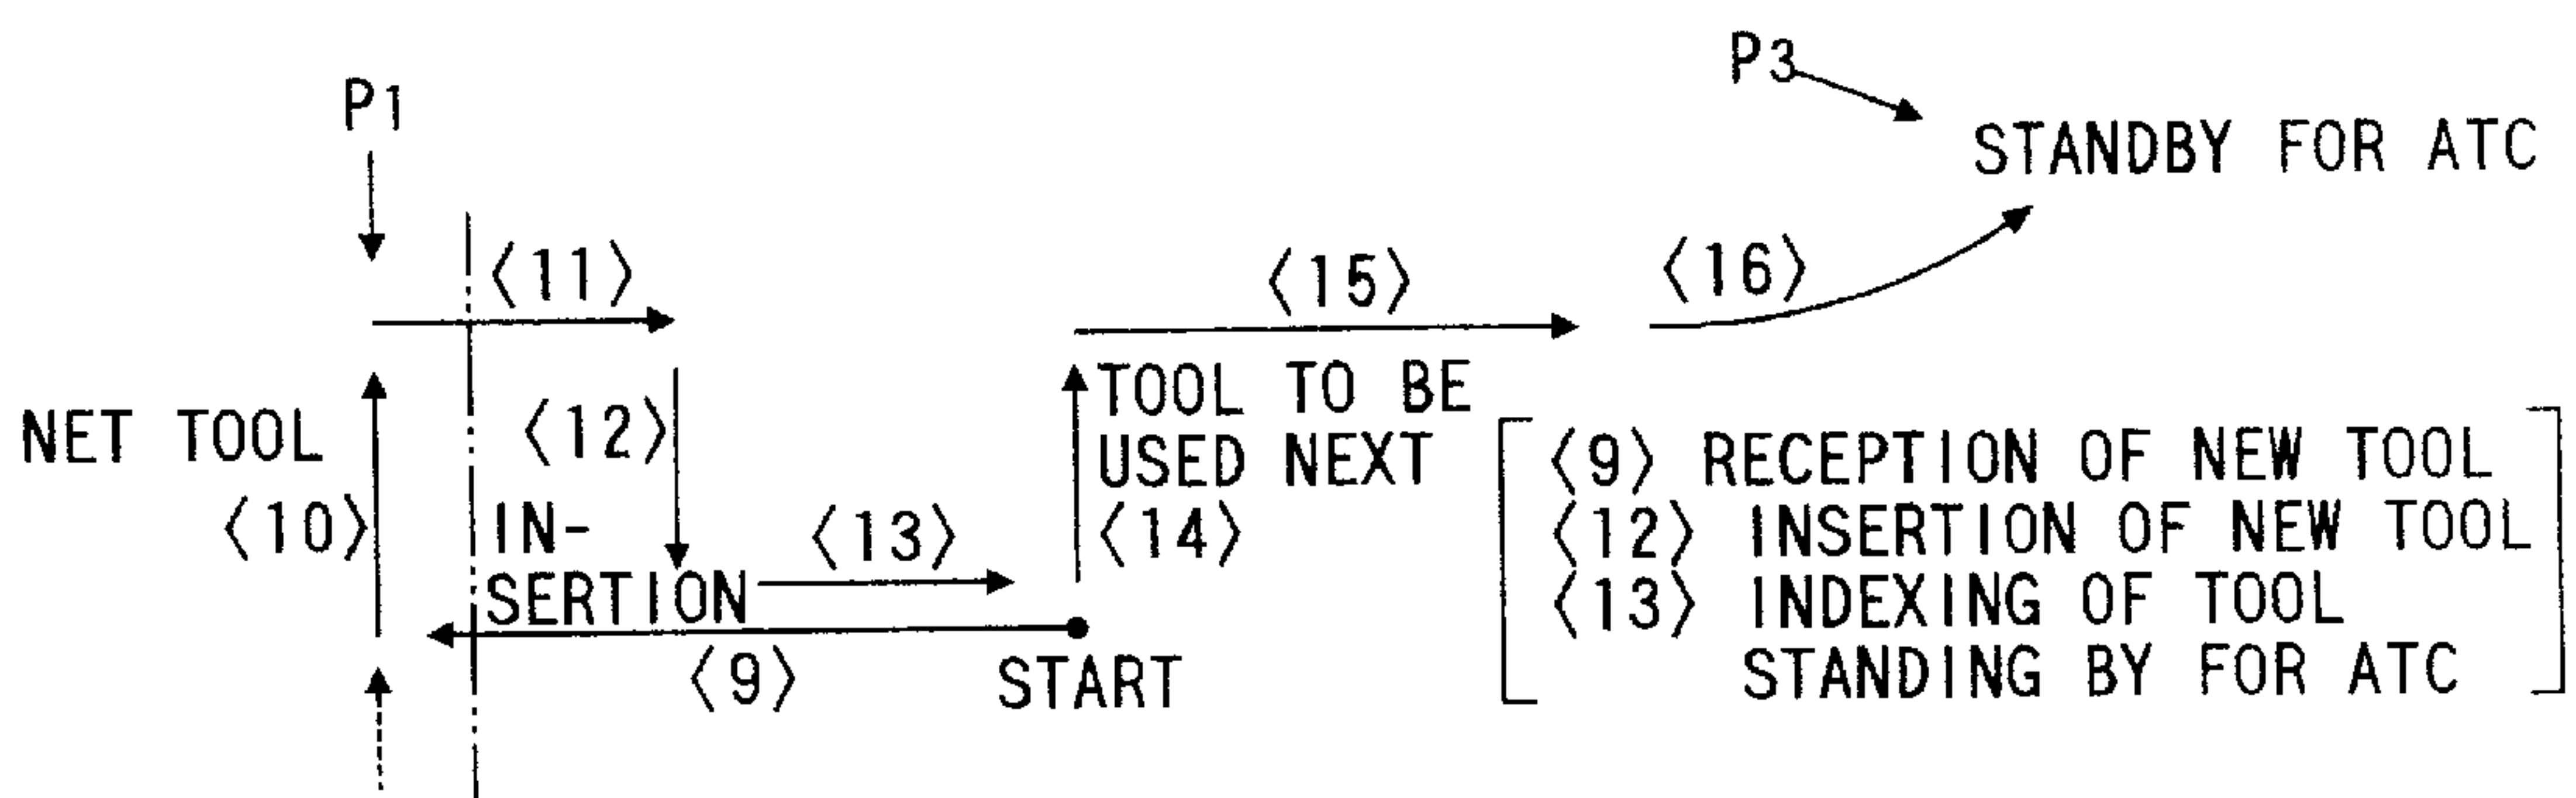 P1
P3
STANDBY FOR ATC
〈11〉
〈15〉
〈16〉
NET TOOL
〈10〉
〈12〉
IN-
SERTION
〈13〉
〈9〉
START
TOOL TO BE
USED NEXT
〈14〉
〈9〉 RECEPTION OF NEW TOOL
〈12〉 INSERTION OF NEW TOOL
〈13〉 INDEXING OF TOOL
STANDING BY FOR ATC